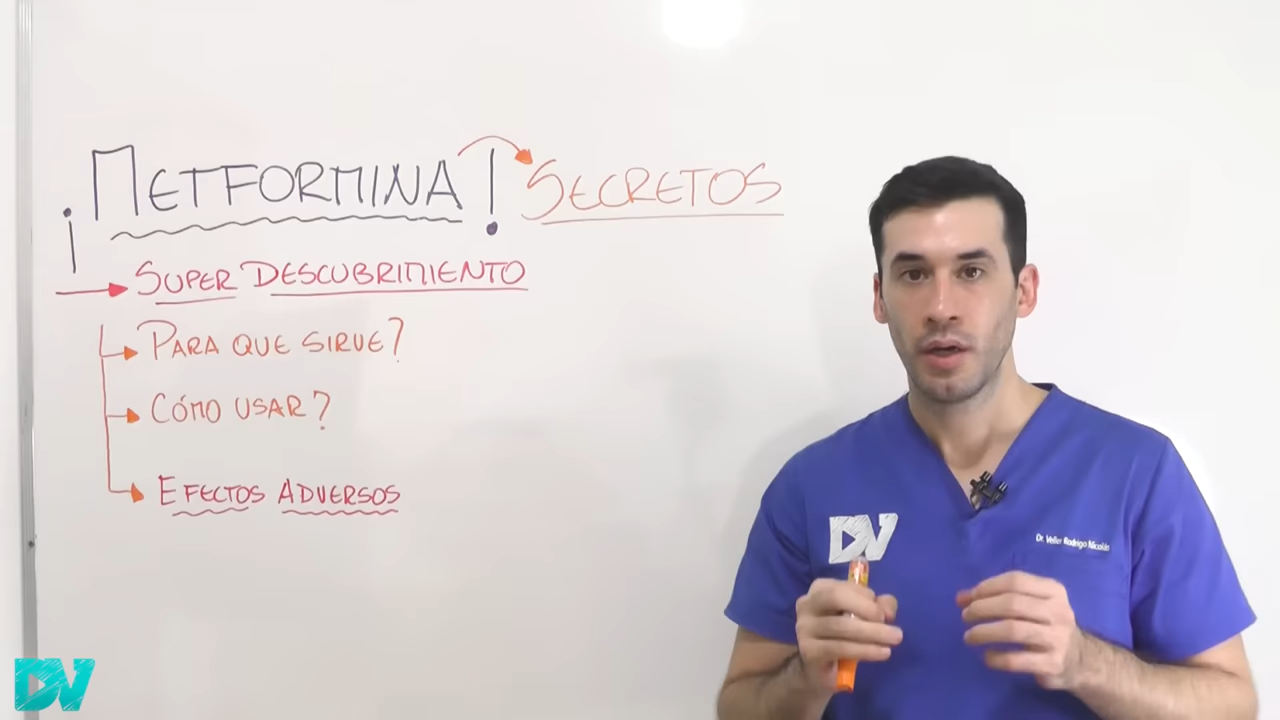 ¡METFORMINA! SECRETOS
SUPER DESCUBRIMIENTO
PARA QUE SIRVE?
CÓMO USAR?
EFECTOS ADVERSOS
DV
Dr. Veller Rodrigo Nicolás
DV